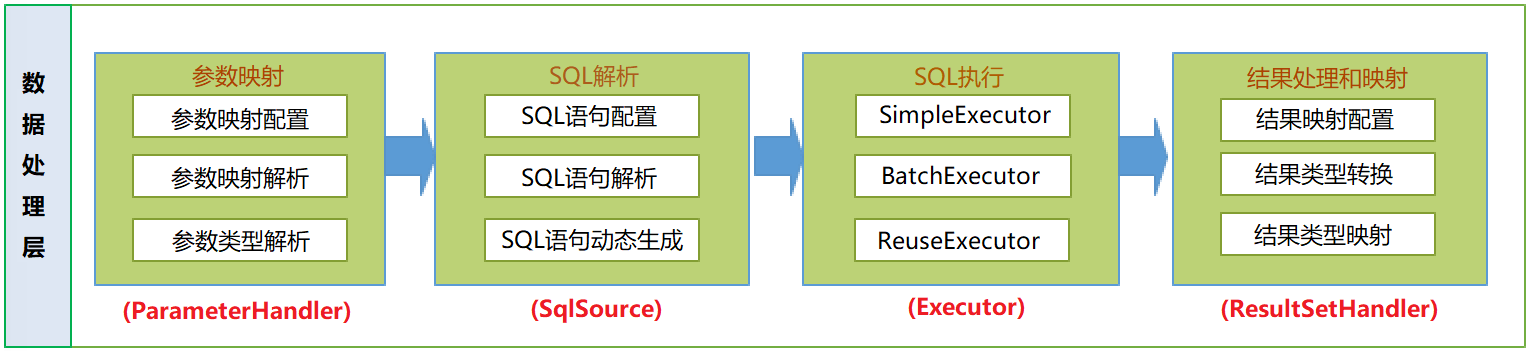 数据处理层
参数映射
参数映射配置
参数映射解析
参数类型解析
(ParameterHandler)
SQL解析
SQL语句配置
SQL语句解析
SQL语句动态生成
(SqlSource)
SQL执行
SimpleExecutor
BatchExecutor
ReuseExecutor
(Executor)
结果处理和映射
结果映射配置
结果类型转换
结果类型映射
(ResultSetHandler)